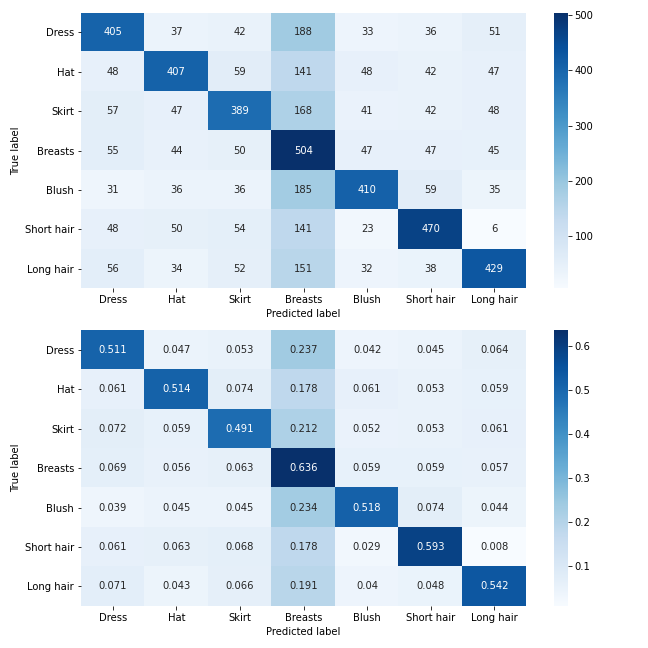 Dress 405 37 42 188 33 36 51
Hat 48 407 59 141 48 42 47
Skirt 57 47 389 168 41 42 48
Breasts 55 44 50 504 47 47 45
Blush 31 36 36 185 410 59 35
Short hair 48 50 54 141 23 470 6
Long hair 56 34 52 151 32 38 429
Dress Hat Skirt Breasts Blush Short hair Long hair
Predicted label
True label
500
400
300
200
100
Dress 0.511 0.047 0.053 0.237 0.042 0.045 0.064
Hat 0.061 0.514 0.074 0.178 0.061 0.053 0.059
Skirt 0.072 0.059 0.491 0.212 0.052 0.053 0.061
Breasts 0.069 0.056 0.063 0.636 0.059 0.059 0.057
Blush 0.039 0.045 0.045 0.234 0.518 0.074 0.044
Short hair 0.061 0.063 0.068 0.178 0.029 0.593 0.008
Long hair 0.071 0.043 0.066 0.191 0.04 0.048 0.542
Dress Hat Skirt Breasts Blush Short hair Long hair
Predicted label
True label
0.6
0.5
0.4
0.3
0.2
0.1